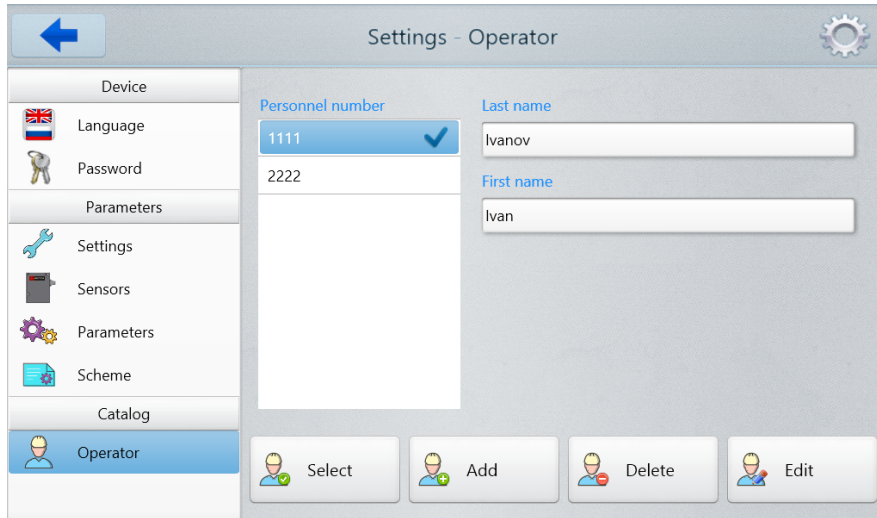 Settings - Operator
Device
Language
Password
Parameters
Settings
Sensors
Parameters
Scheme
Catalog
Operator
Personnel number
1111
2222
Last name
Ivanov
First name
Ivan
Select
Add
Delete
Edit